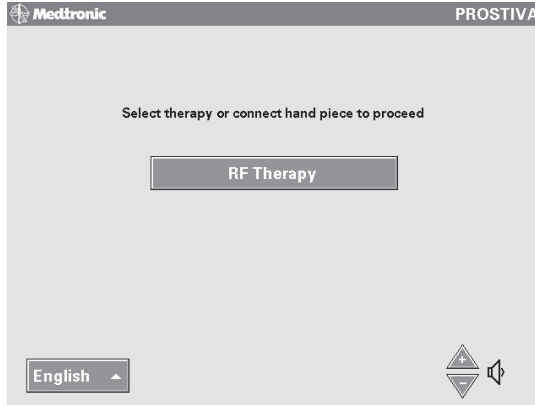 Medtronic
PROSTIVA
Select therapy or connect hand piece to proceed
RF Therapy
English
+
-